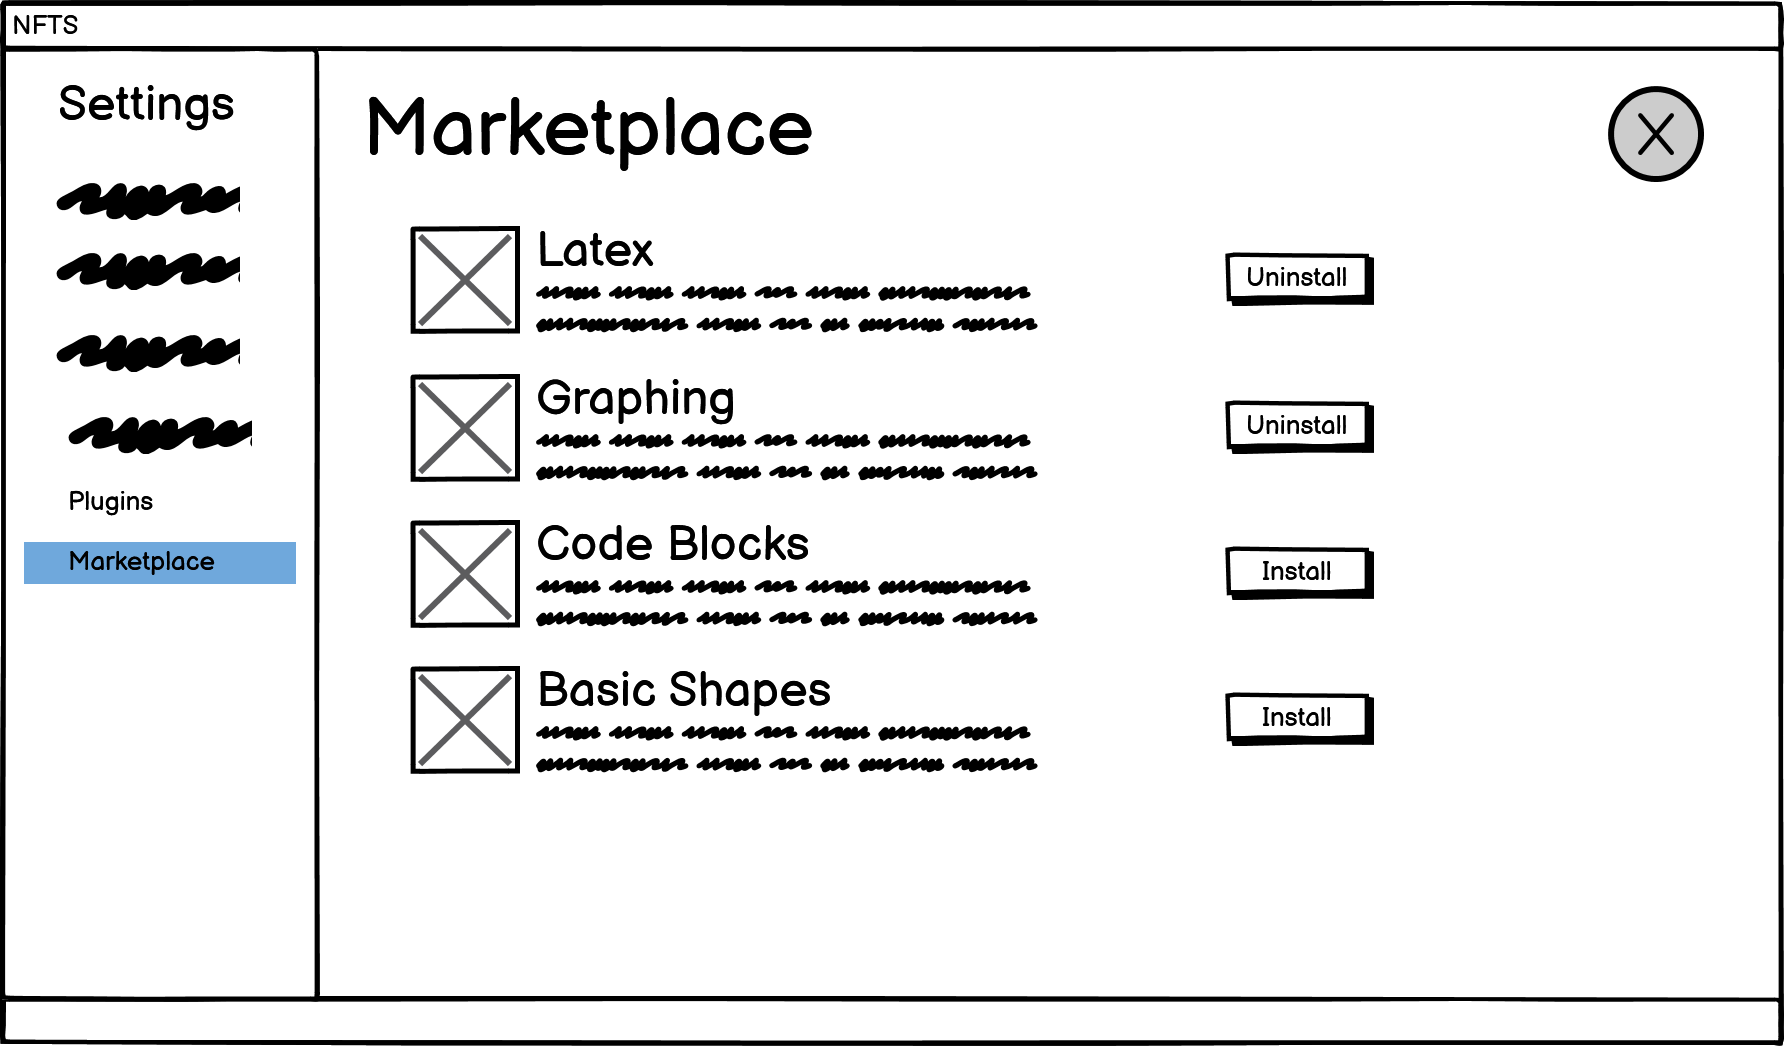 NFTS
Settings
Plugins
Marketplace
Marketplace
X
Latex
Uninstall
Graphing
Uninstall
Code Blocks
Install
Basic Shapes
Install